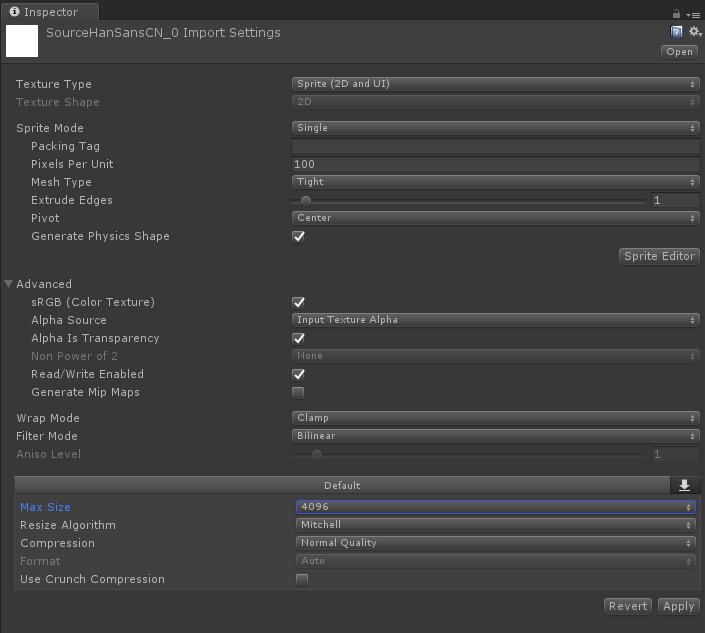 Inspector
SourceHanSansCN_0 Import Settings
Open
Texture Type Sprite (2D and UI)
Texture Shape 2D
Sprite Mode Single
Packing Tag
Pixels Per Unit 100
Mesh Type Tight
Extrude Edges 1
Pivot Center
Generate Physics Shape
Sprite Editor
Advanced
sRGB (Color Texture)
Alpha Source Input Texture Alpha
Alpha Is Transparency
Non Power of 2 None
Read/Write Enabled
Generate Mip Maps
Wrap Mode Clamp
Filter Mode Bilinear
Aniso Level 1
Default
Max Size 4096
Resize Algorithm Mitchell
Compression Normal Quality
Format Auto
Use Crunch Compression
Revert Apply